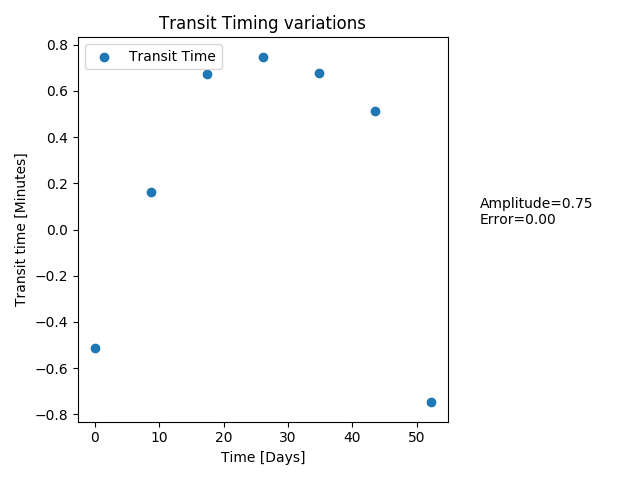 Transit Timing variations
Transit Time
0.8
0.6
0.4
0.2
0.0
−0.2
−0.4
−0.6
−0.8
Transit time [Minutes]
0 10 20 30 40 50
Time [Days]
Amplitude=0.75
Error=0.00